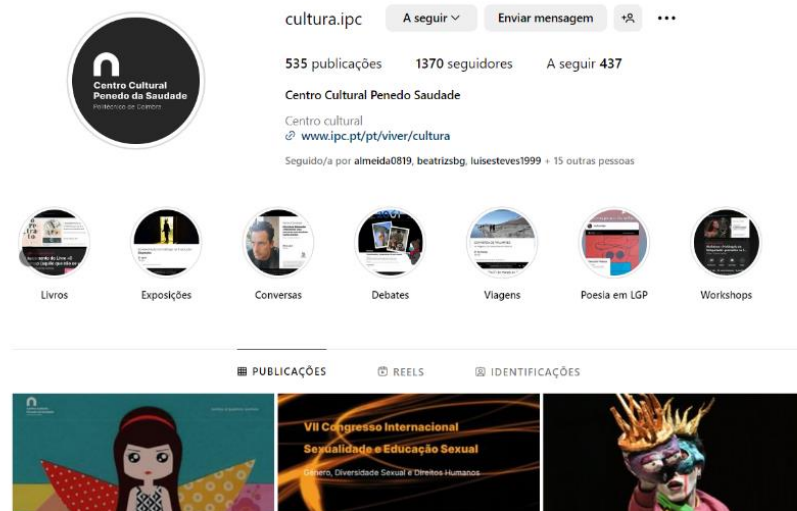 cultura.ipc A seguir Enviar mensagem
535 publicações 1370 seguidores A seguir 437
Centro Cultural
Penedo da Saudade
Politécnico de Coimbra
Centro Cultural Penedo Saudade
Centro cultural
www.ipc.pt/pt/viver/cultura
Seguido/a por almeida0819, beatrizsbg, luisesteves1999 + 15 outras pessoas
Livros Exposições Conversas Debates Viagens Poesia em LGP Workshops
PUBLICAÇÕES REELS IDENTIFICAÇÕES
VII Congresso Internacional
Sexualidade e Educação Sexual
Género, Diversidade Sexual e Direitos Humanos